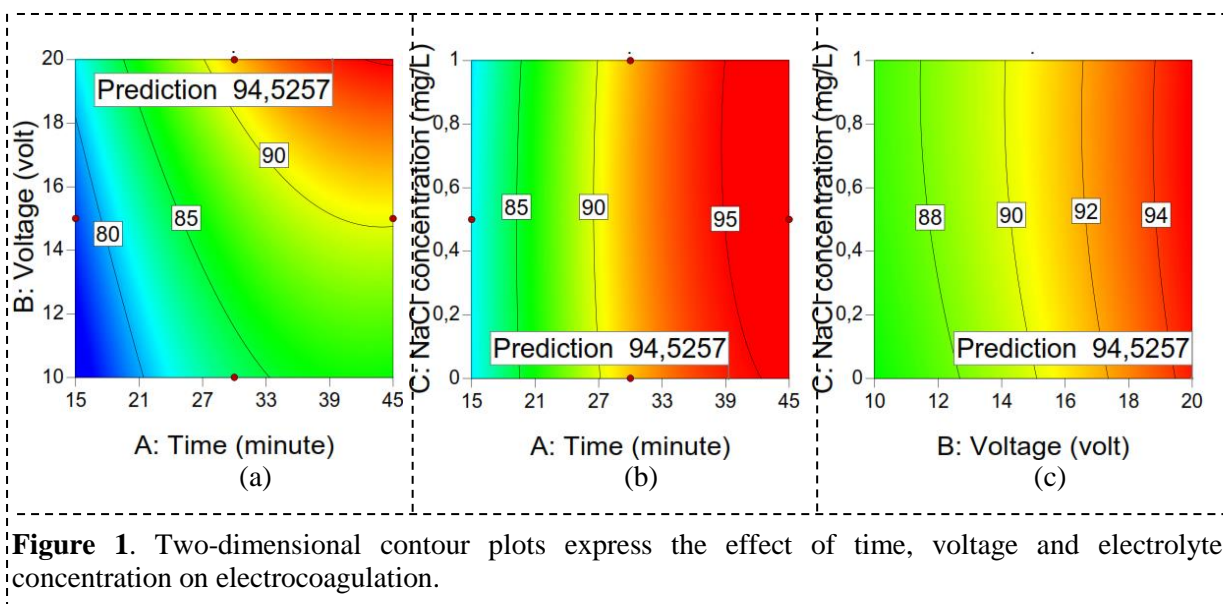 20
18
16
14
12
10
B: Voltage (volt)
Prediction 94,5257
80
85
90
15 21 27 33 39 45
A: Time (minute)
(a)
1
0,8
0,6
0,4
0,2
0
C: NaCl concentration (mg/L)
85
90
95
Prediction 94,5257
15 21 27 33 39 45
A: Time (minute)
(b)
1
0,8
0,6
0,4
0,2
0
C: NaCl concentration (mg/L)
88
90
92
94
Prediction 94,5257
10 12 14 16 18 20
B: Voltage (volt)
(c)
Figure 1. Two-dimensional contour plots express the effect of time, voltage and electrolyte
concentration on electrocoagulation.